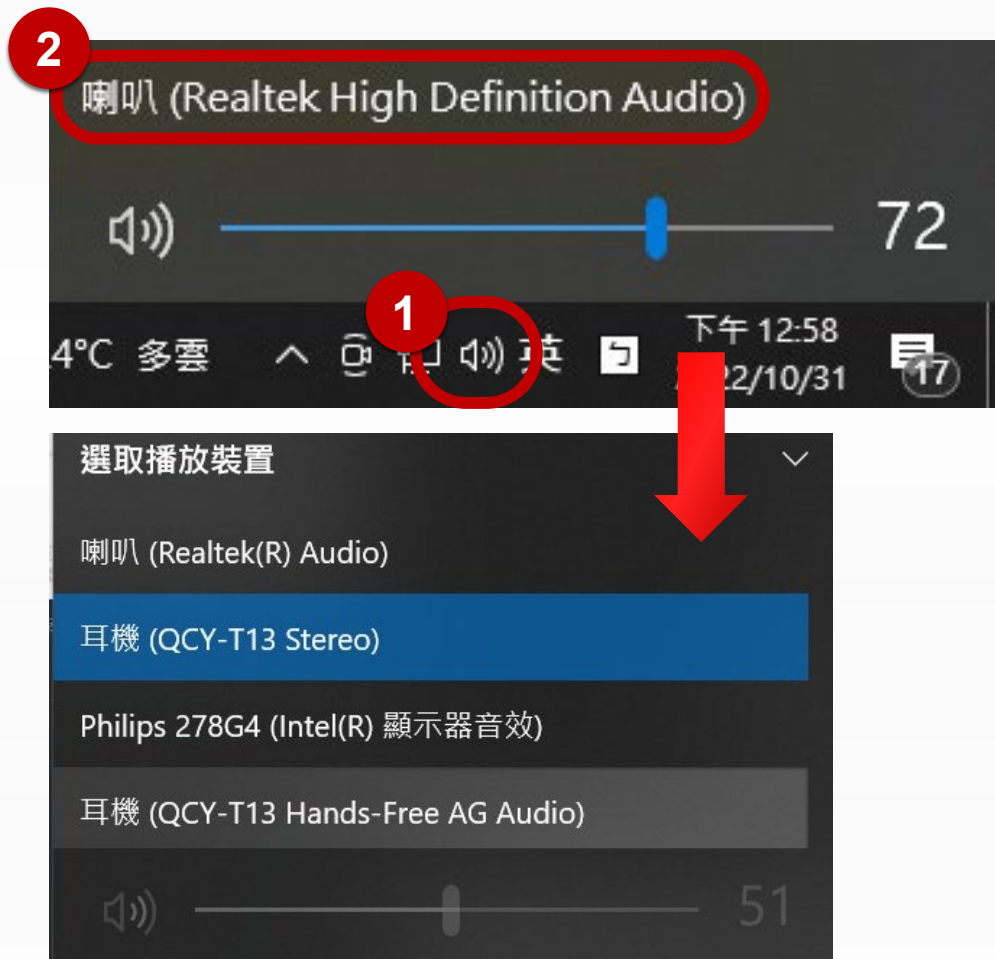 2
喇叭 (Realtek High Definition Audio)
72
1
4°C 多雲
英
ㄅ
下午 12:58
22/10/31
17
選取播放裝置
喇叭 (Realtek(R) Audio)
耳機 (QCY-T13 Stereo)
Philips 278G4 (Intel(R) 顯示器音效)
耳機 (QCY-T13 Hands-Free AG Audio)
51